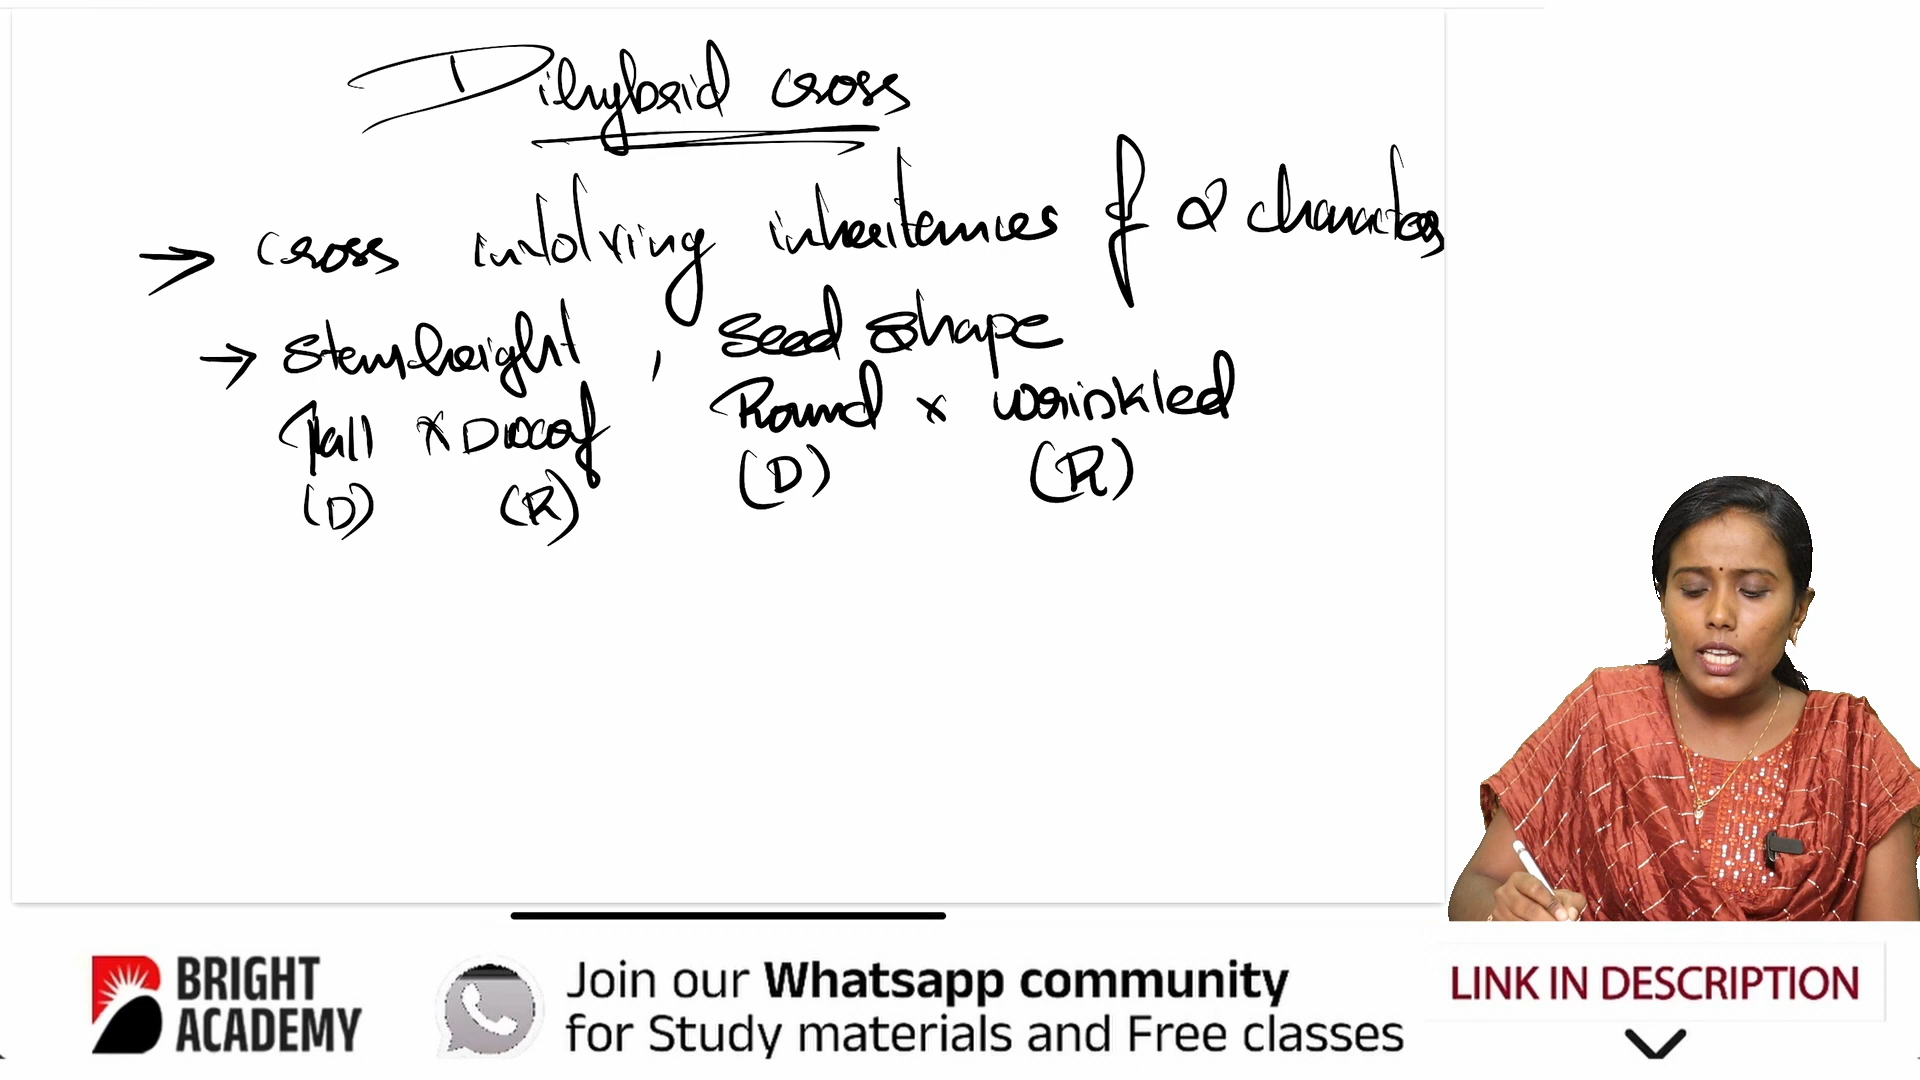 Dihybrid cross
→ cross involving inheritances of 2 characters
→ stem height , seed shape
Tall x Dwarf Round x wrinkled
(D) (R) (D) (R)
BRIGHT ACADEMY
Join our Whatsapp community
for Study materials and Free classes
LINK IN DESCRIPTION